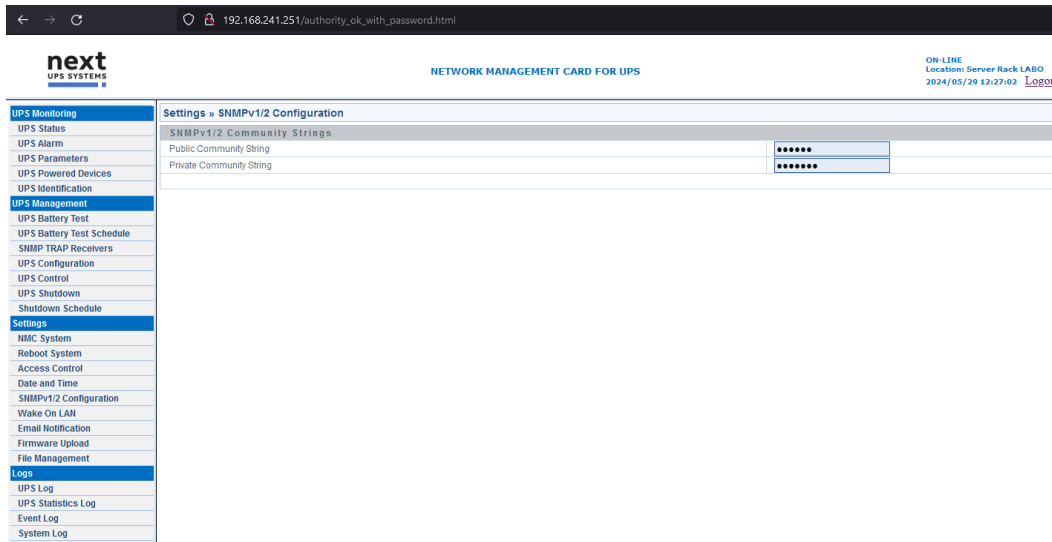 192.168.241.251/authority_ok_with_password.html
next
UPS SYSTEMS
NETWORK MANAGEMENT CARD FOR UPS
ON-LINE
Location: Server Rack LABO
2024/05/29 12:27:02 Logou
UPS Monitoring
UPS Status
UPS Alarm
UPS Parameters
UPS Powered Devices
UPS Identification
UPS Management
UPS Battery Test
UPS Battery Test Schedule
SNMP TRAP Receivers
UPS Configuration
UPS Control
UPS Shutdown
Shutdown Schedule
Settings
NMC System
Reboot System
Access Control
Date and Time
SNMPv1/2 Configuration
Wake On LAN
Email Notification
Firmware Upload
File Management
Logs
UPS Log
UPS Statistics Log
Event Log
System Log
Settings » SNMPv1/2 Configuration
SNMPv1/2 Community Strings
Public Community String ••••••
Private Community String •••••••